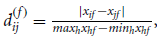 d_{ij}^{(f)} = \frac{|x_{if} - x_{jf}|}{max_h x_{hf} - min_h x_{hf}},